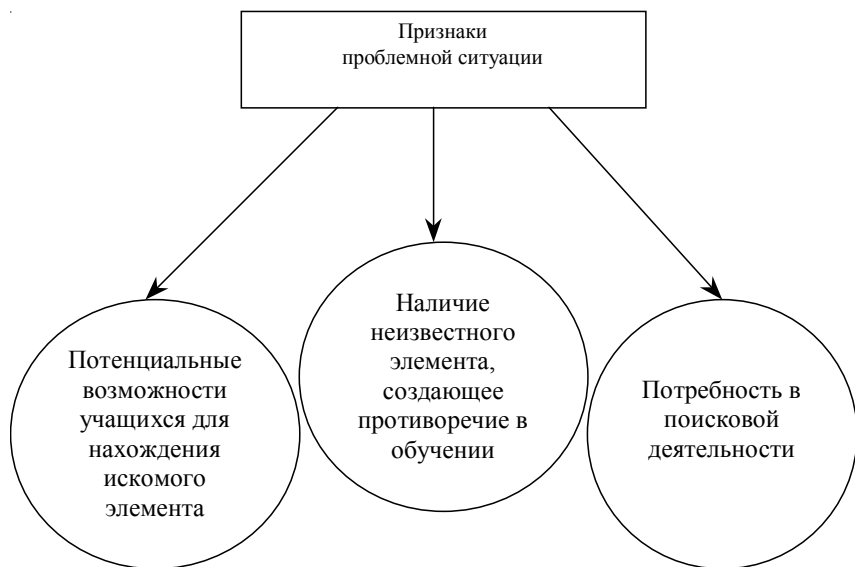 Признаки
проблемной ситуации
Потенциальные
возможности
учащихся для
нахождения
искомого
элемента
Наличие
неизвестного
элемента,
создающее
противоречие в
обучении
Потребность в
поисковой
деятельности